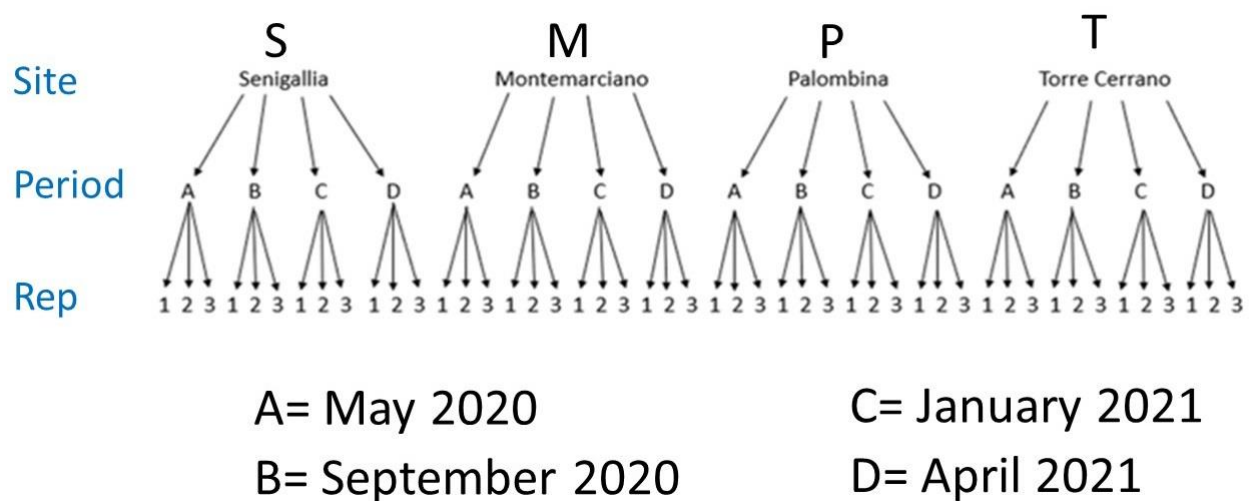 S M P T
Site Senigallia Montemarciano Palombina Torre Cerrano
Period A B C D A B C D A B C D A B C D
Rep 1 2 3 1 2 3 1 2 3 1 2 3 1 2 3 1 2 3 1 2 3 1 2 3 1 2 3 1 2 3 1 2 3 1 2 3 1 2 3 1 2 3 1 2 3 1 2 3
A= May 2020 C= January 2021
B= September 2020 D= April 2021